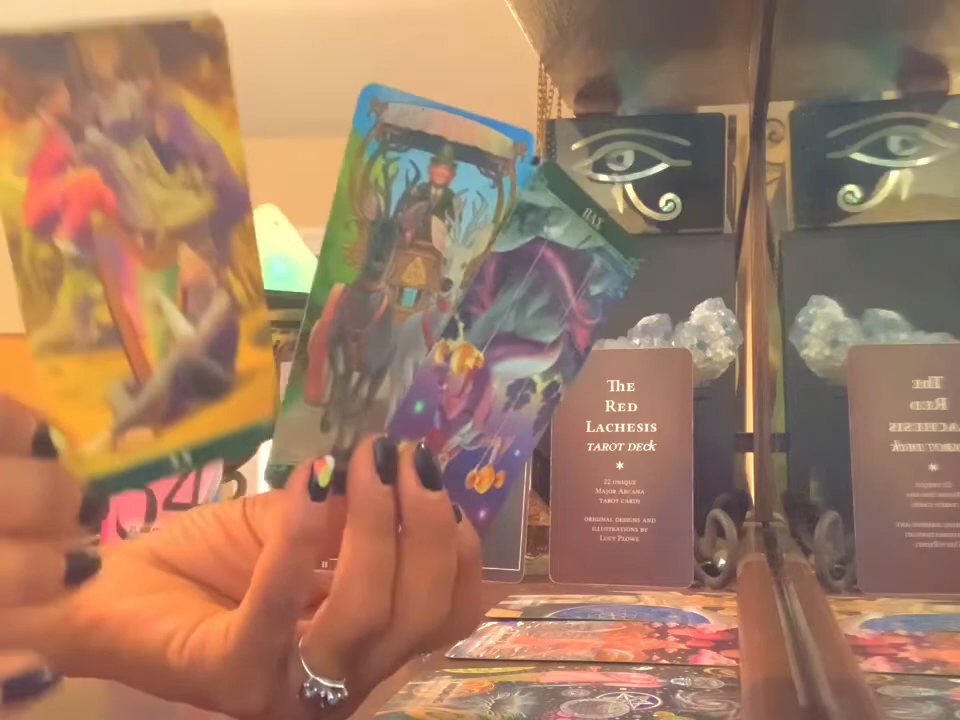 The
Red
Lachesis
Tarot Deck
22 unique
Major Arcana
tarot cards
Original designs and
illustrations by
Lucy Plowe